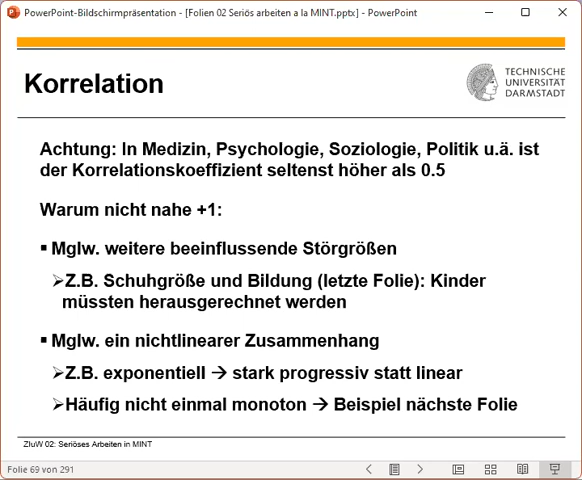 PowerPoint-Bildschirmpräsentation - [Folien 02 Seriös arbeiten a la MINT.pptx] - PowerPoint
Korrelation
TECHNISCHE
UNIVERSITÄT
DARMSTADT
Achtung: In Medizin, Psychologie, Soziologie, Politik u.ä. ist
der Korrelationskoeffizient seltenst höher als 0.5
Warum nicht nahe +1:
▪ Mglw. weitere beeinflussende Störgrößen
➢Z.B. Schuhgröße und Bildung (letzte Folie): Kinder
müssten herausgerechnet werden
▪ Mglw. ein nichtlinearer Zusammenhang
➢Z.B. exponentiell → stark progressiv statt linear
➢Häufig nicht einmal monoton → Beispiel nächste Folie
ZIuW 02: Seriöses Arbeiten in MINT
Folie 69 von 291